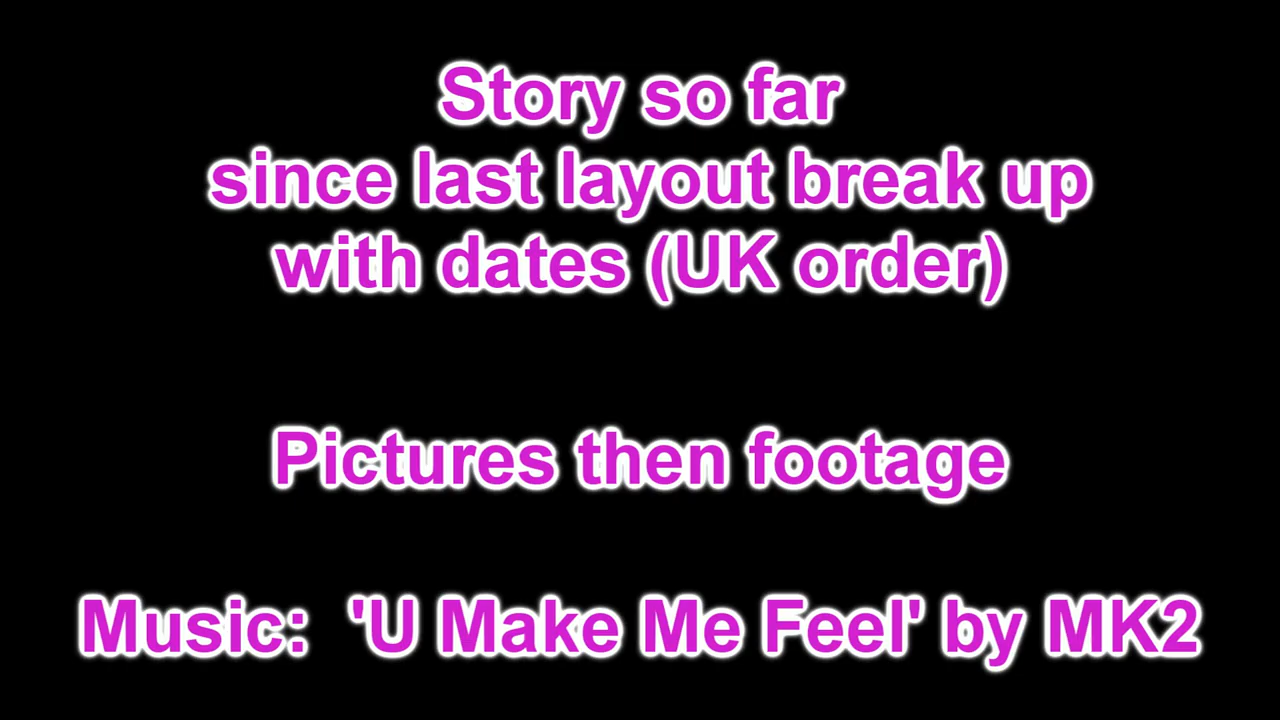 Story so far
since last layout break up
with dates (UK order)
Pictures then footage
Music:  'U Make Me Feel' by MK2